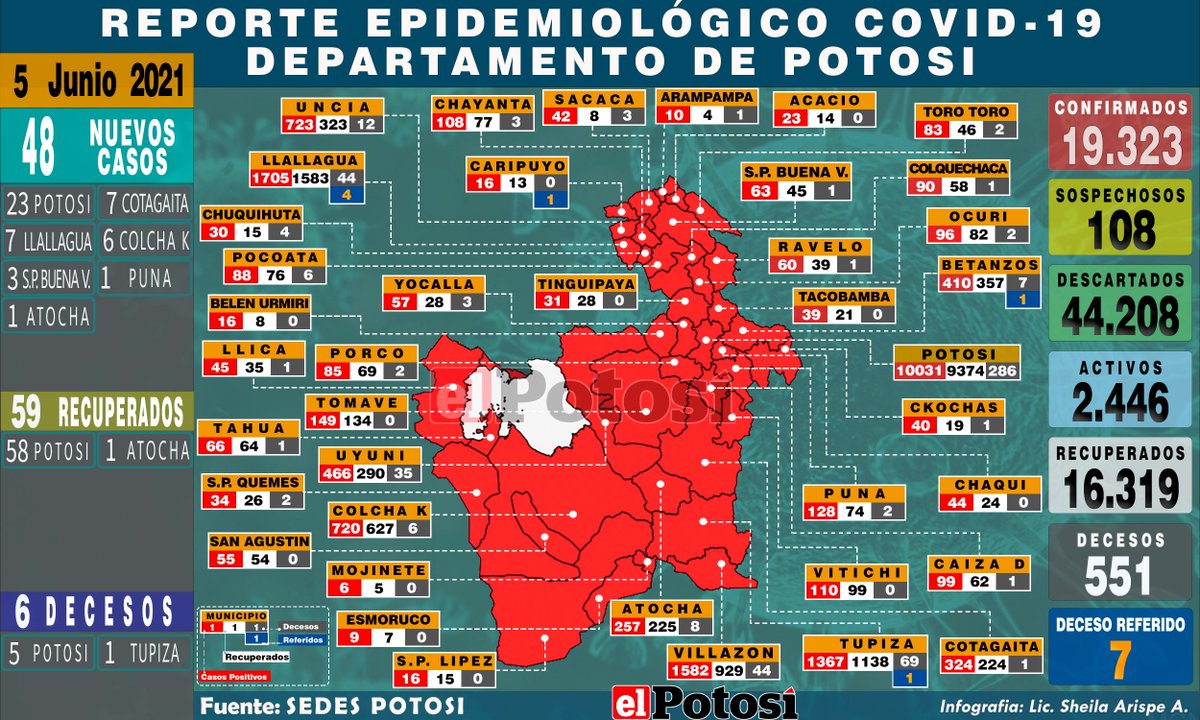 REPORTE EPIDEMIOLÓGICO COVID-19
DEPARTAMENTO DE POTOSI
5 Junio 2021
48 NUEVOS CASOS
23 POTOSI
7 COTAGAITA
7 LLALLAGUA
6 COLCHA K
3 S.P. BUENA V.
1 PUNA
1 ATOCHA
59 RECUPERADOS
58 POTOSI
1 ATOCHA
6 DECESOS
5 POTOSI
1 TUPIZA
UNCIA
723 323 12
CHAYANTA
108 77 3
SACACA
42 8 3
ARAMPAMPA
10 4 1
ACACIO
23 14 0
TORO TORO
83 46 2
LLALLAGUA
1705 1583 44
4
CARIPUYO
16 13 0
1
S.P. BUENA V.
63 45 1
COLQUECHACA
90 58 1
CHUQUIHUTA
30 15 4
OCURI
96 82 2
POCOATA
88 76 6
RAVELO
60 39 1
BETANZOS
410 357 7
1
YOCALLA
57 28 3
TINGUIPAYA
31 28 0
TACOBAMBA
39 21 0
BELEN URMIRI
16 8 0
LLICA
45 35 1
PORCO
85 69 2
POTOSI
10031 9374 286
el Potosí
TOMAVE
149 134 0
CKOCHAS
40 19 1
TAHUA
66 64 1
UYUNI
466 290 35
S.P. QUEMES
34 26 2
PUNA
128 74 2
CHAQUI
44 24 0
COLCHA K
720 627 6
SAN AGUSTIN
55 54 0
MOJINETE
6 5 0
VITICHI
110 99 0
CAIZA D
99 62 1
ESMORUCO
9 7 0
ATOCHA
257 225 8
S.P. LIPEZ
16 15 0
VILLAZON
1582 929 44
TUPIZA
1367 1138 69
1
COTAGAITA
324 224 1
MUNICIPIO
1 1 1
1
Decesos
Referidos
Recuperados
Casos Positivos
CONFIRMADOS
19.323
SOSPECHOSOS
108
DESCARTADOS
44.208
ACTIVOS
2.446
RECUPERADOS
16.319
DECESOS
551
DECESO REFERIDO
7
Fuente: SEDES POTOSI
el Potosí
Infografia: Lic. Sheila Arispe A.